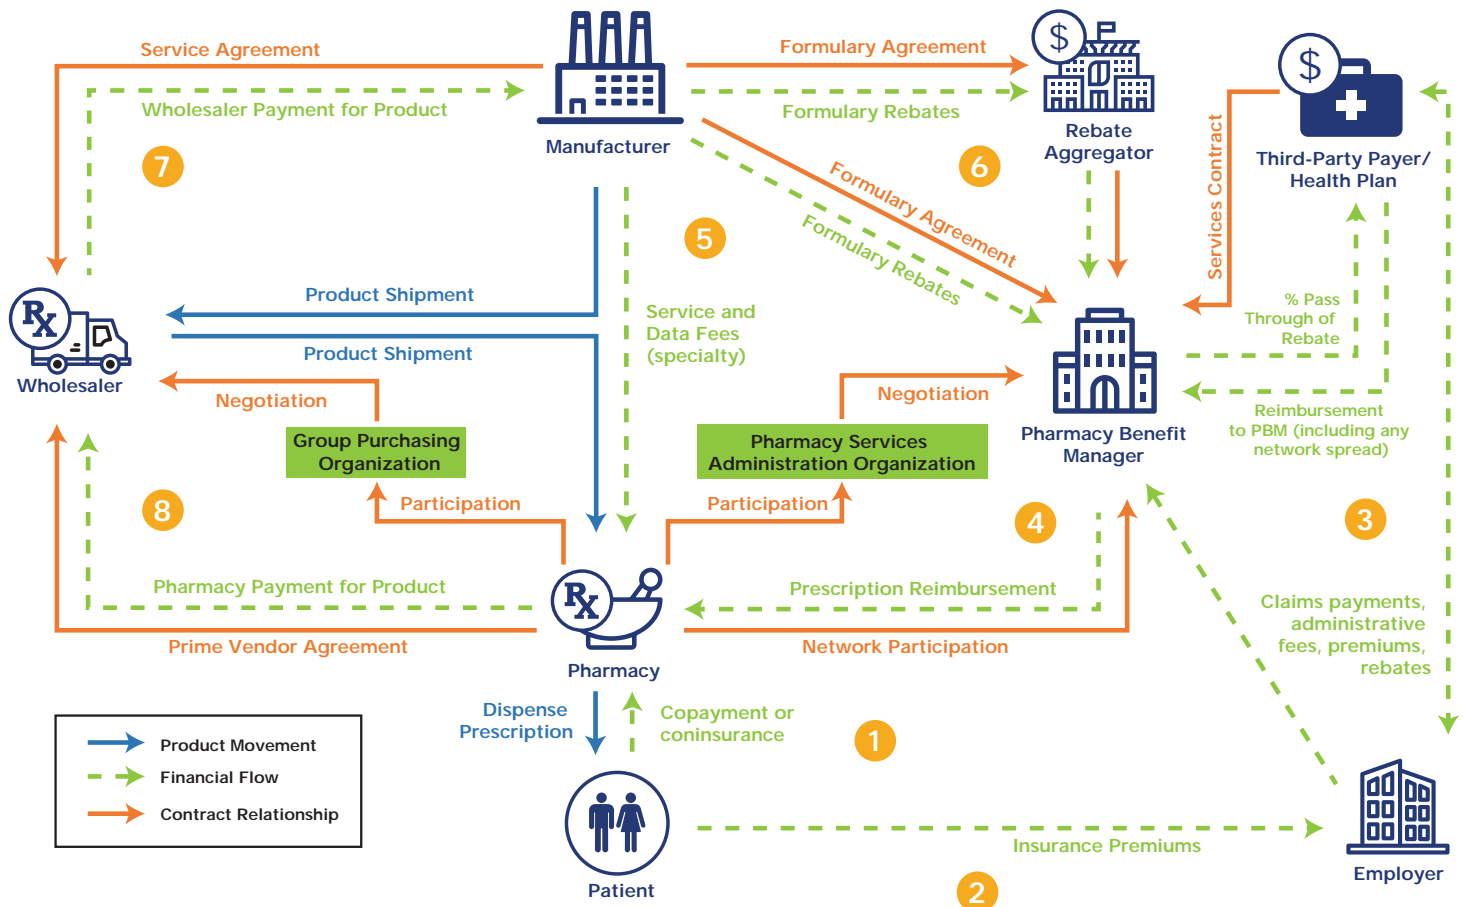 Service Agreement
Wholesaler Payment for Product
7
Manufacturer
Formulary Agreement
Formulary Rebates
$
Rebate
Aggregator
6
$
Third-Party Payer/
Health Plan
Services Contract
Formulary Agreement
Formulary Rebates
5
Product Shipment
Product Shipment
Rx
Wholesaler
Service and
Data Fees
(specialty)
% Pass
Through of
Rebate
Negotiation
Group Purchasing
Organization
Participation
Negotiation
Pharmacy Services
Administration Organization
Participation
Pharmacy Benefit
Manager
Reimbursement
to PBM (including any
network spread)
8
4
3
Pharmacy Payment for Product
Prime Vendor Agreement
Rx
Pharmacy
Prescription Reimbursement
Network Participation
Claims payments,
administrative
fees, premiums,
rebates
Dispense
Prescription
Copayment or
coninsurance
1
Product Movement
Financial Flow
Contract Relationship
Patient
Insurance Premiums
2
Employer